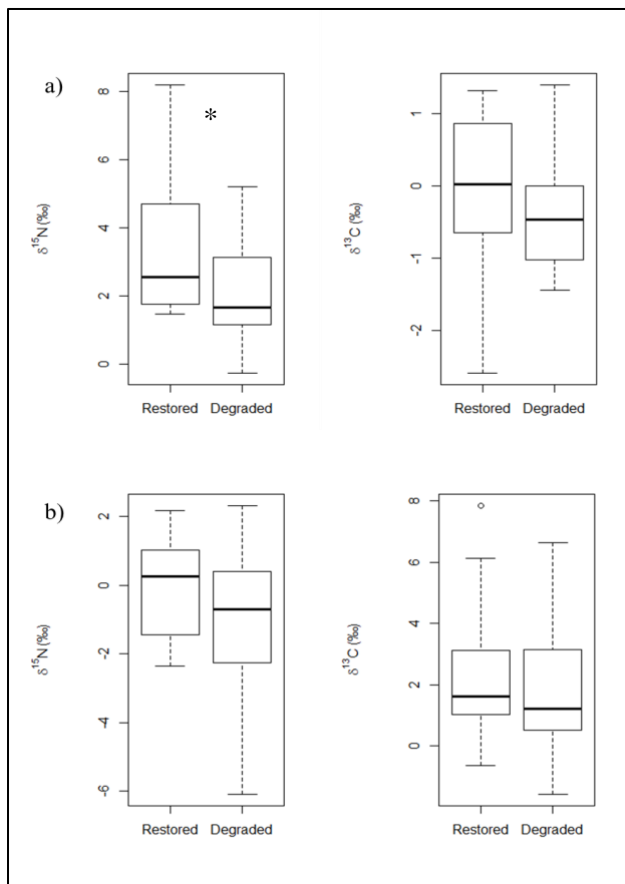 a)
δ15N (‰)
8
6
4
2
0
*
Restored Degraded
δ13C (‰)
1
0
-1
-2
Restored Degraded
b)
δ15N (‰)
2
0
-2
-4
-6
Restored Degraded
δ13C (‰)
8
6
4
2
0
Restored Degraded